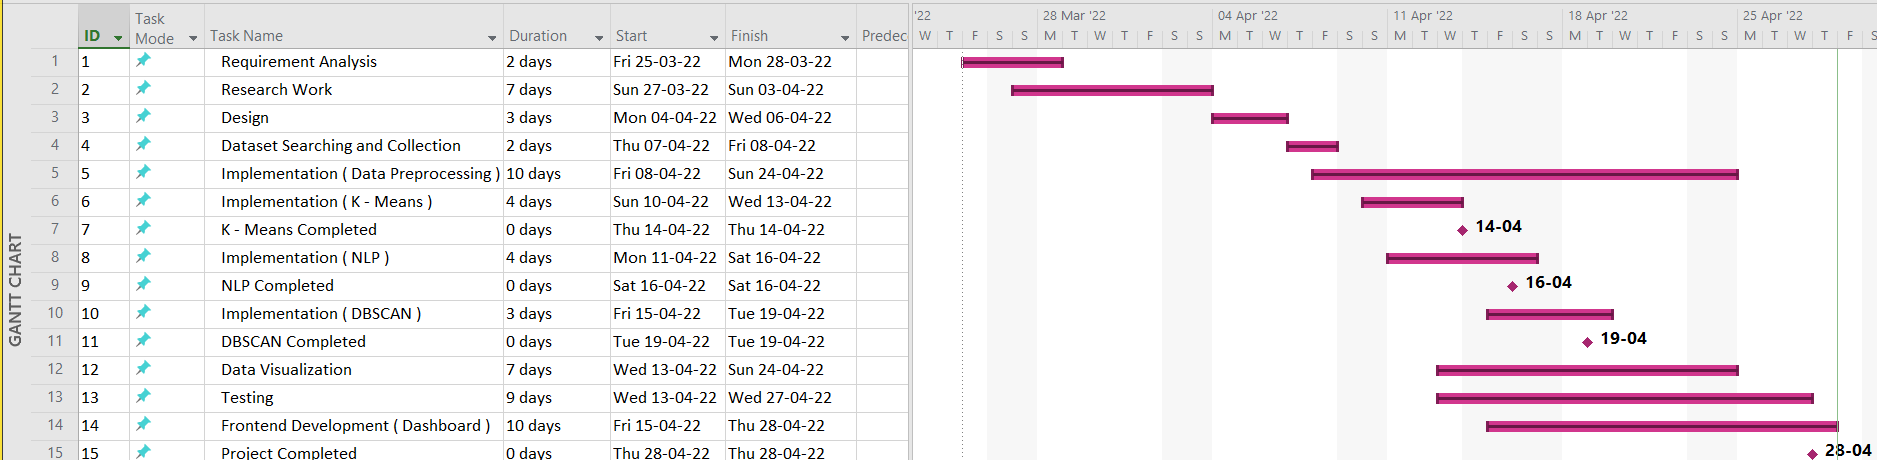 GANTT CHART
ID Task Mode Task Name Duration Start Finish Predec
'22 28 Mar '22 04 Apr '22 11 Apr '22 18 Apr '22 25 Apr '22
W T F S S M T W T F S S M T W T F S S M T W T F S S M T W T F S S M T W T F S
1 1 Requirement Analysis 2 days Fri 25-03-22 Mon 28-03-22
2 2 Research Work 7 days Sun 27-03-22 Sun 03-04-22
3 3 Design 3 days Mon 04-04-22 Wed 06-04-22
4 4 Dataset Searching and Collection 2 days Thu 07-04-22 Fri 08-04-22
5 5 Implementation ( Data Preprocessing ) 10 days Fri 08-04-22 Sun 24-04-22
6 6 Implementation ( K - Means ) 4 days Sun 10-04-22 Wed 13-04-22
7 7 K - Means Completed 0 days Thu 14-04-22 Thu 14-04-22 14-04
8 8 Implementation ( NLP ) 4 days Mon 11-04-22 Sat 16-04-22
9 9 NLP Completed 0 days Sat 16-04-22 Sat 16-04-22 16-04
10 10 Implementation ( DBSCAN ) 3 days Fri 15-04-22 Tue 19-04-22
11 11 DBSCAN Completed 0 days Tue 19-04-22 Tue 19-04-22 19-04
12 12 Data Visualization 7 days Wed 13-04-22 Sun 24-04-22
13 13 Testing 9 days Wed 13-04-22 Wed 27-04-22
14 14 Frontend Development ( Dashboard ) 10 days Fri 15-04-22 Thu 28-04-22
15 15 Project Completed 0 days Thu 28-04-22 Thu 28-04-22 28-04